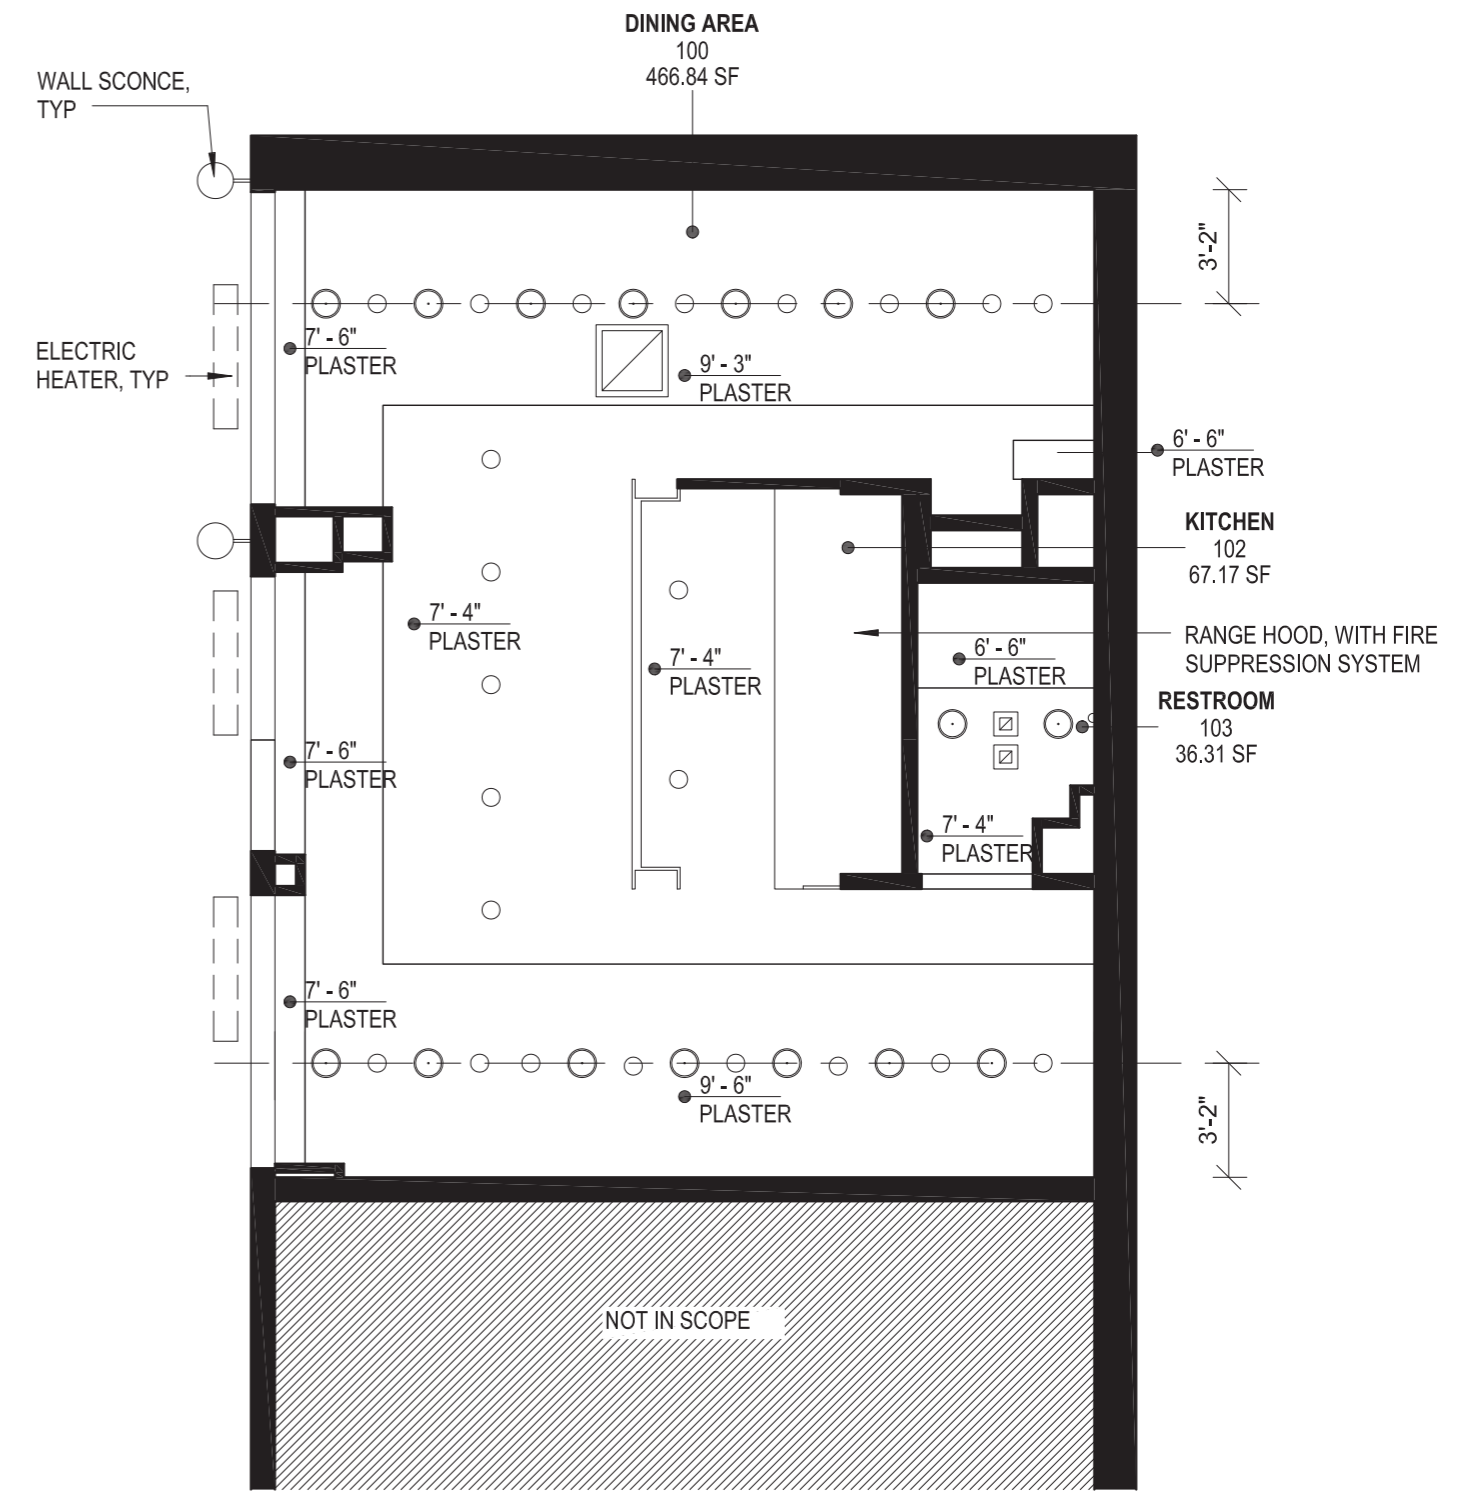 DINING AREA
100
466.84 SF
WALL SCONCE,
TYP
3'-2"
7' - 6"
PLASTER
ELECTRIC
HEATER, TYP
9' - 3"
PLASTER
6' - 6"
PLASTER
KITCHEN
102
67.17 SF
7' - 4"
PLASTER
RANGE HOOD, WITH FIRE
SUPPRESSION SYSTEM
7' - 4"
PLASTER
6' - 6"
PLASTER
RESTROOM
103
36.31 SF
7' - 6"
PLASTER
7' - 4"
PLASTER
7' - 6"
PLASTER
9' - 6"
PLASTER
3'-2"
NOT IN SCOPE